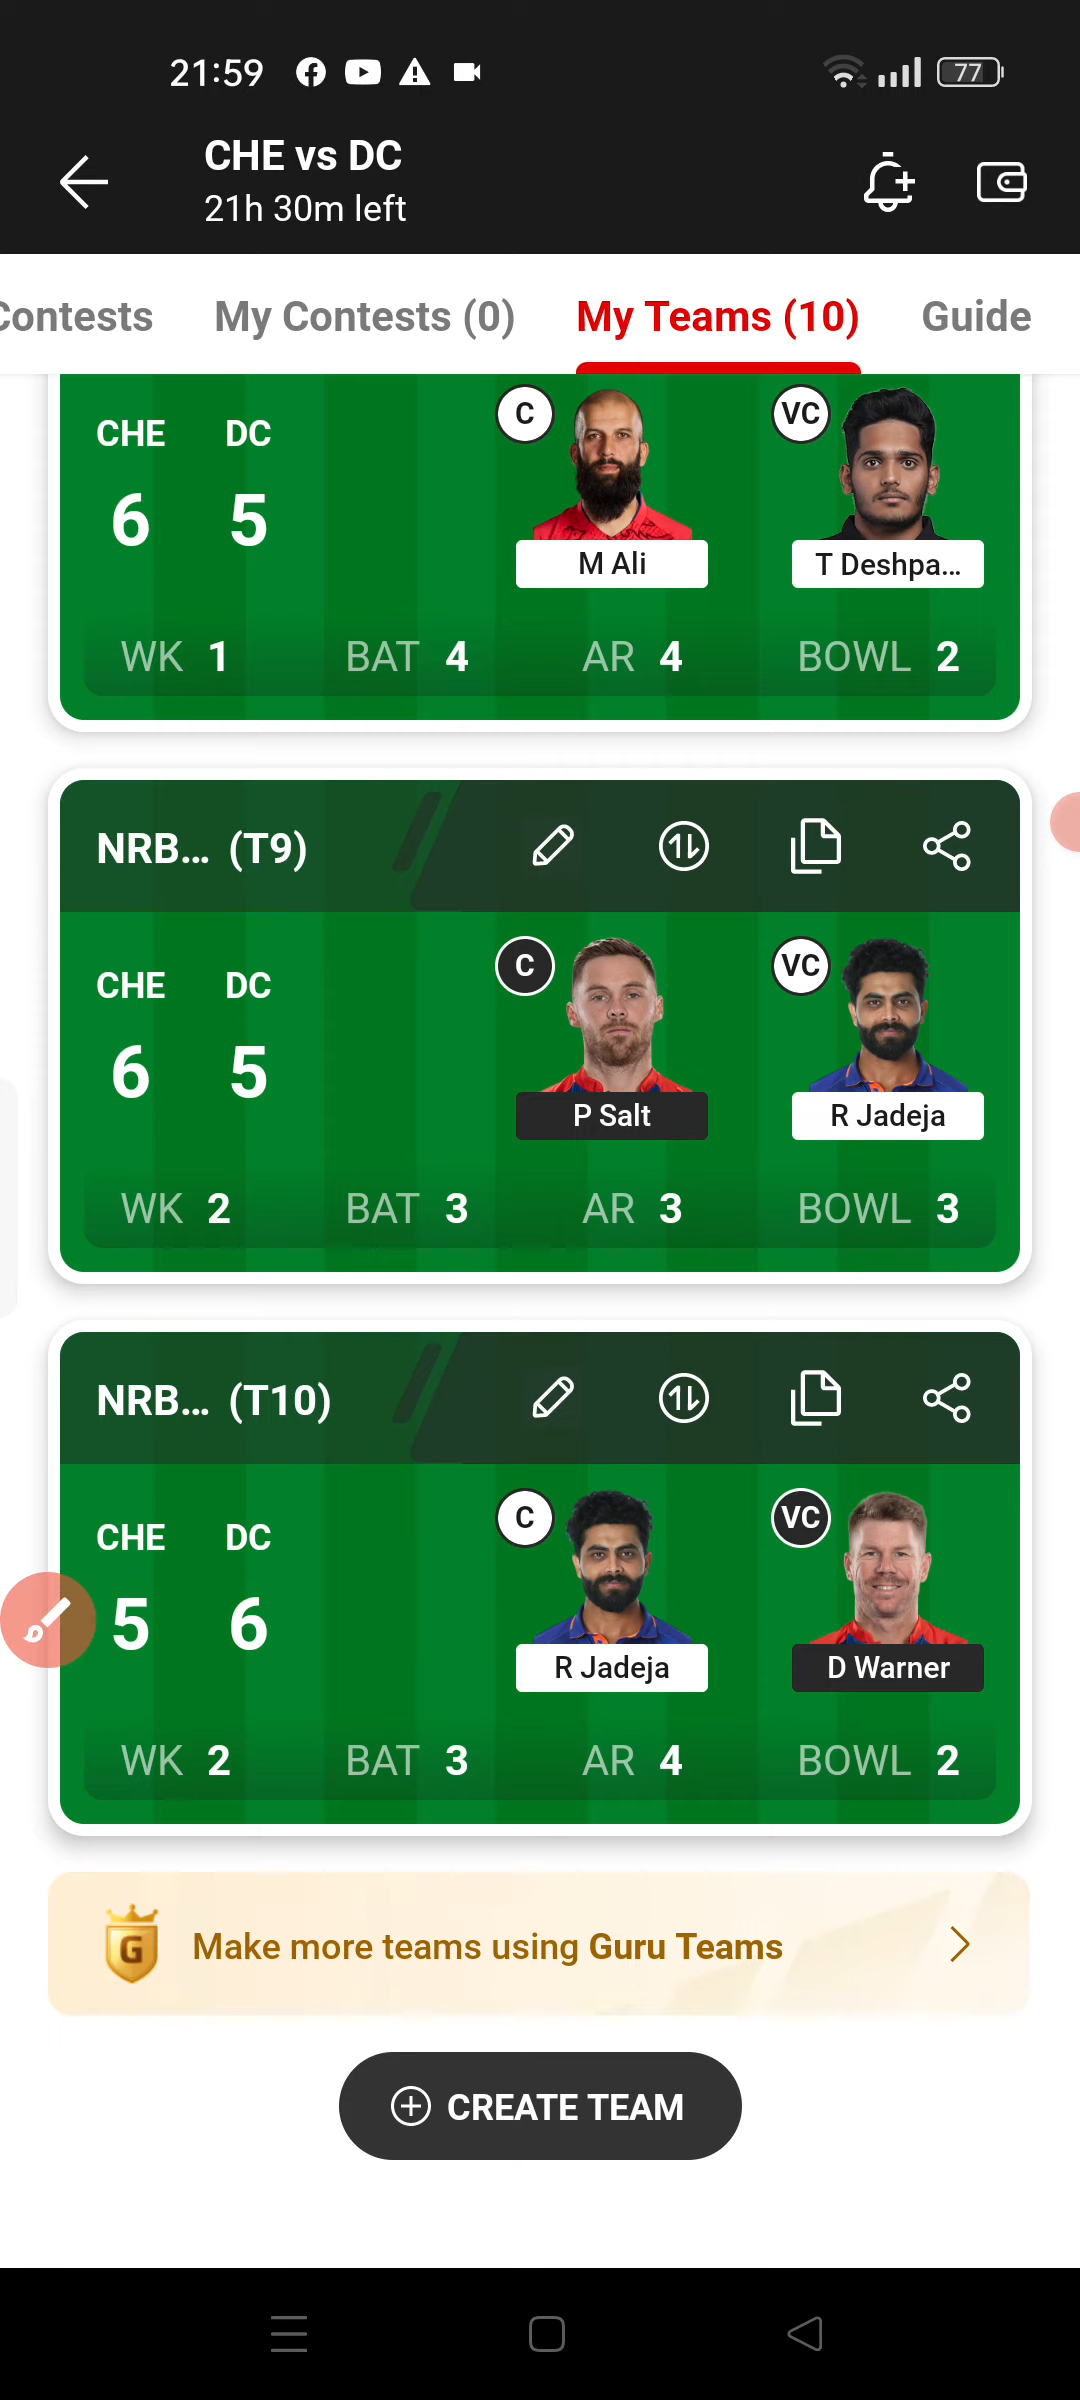 21:59 77
CHE vs DC
21h 30m left
Contests My Contests (0) My Teams (10) Guide
CHE DC C VC
6 5
M Ali T Deshpa...
WK 1 BAT 4 AR 4 BOWL 2
NRB... (T9)
CHE DC C VC
6 5
P Salt R Jadeja
WK 2 BAT 3 AR 3 BOWL 3
NRB... (T10)
CHE DC C VC
5 6
R Jadeja D Warner
WK 2 BAT 3 AR 4 BOWL 2
G Make more teams using Guru Teams
CREATE TEAM